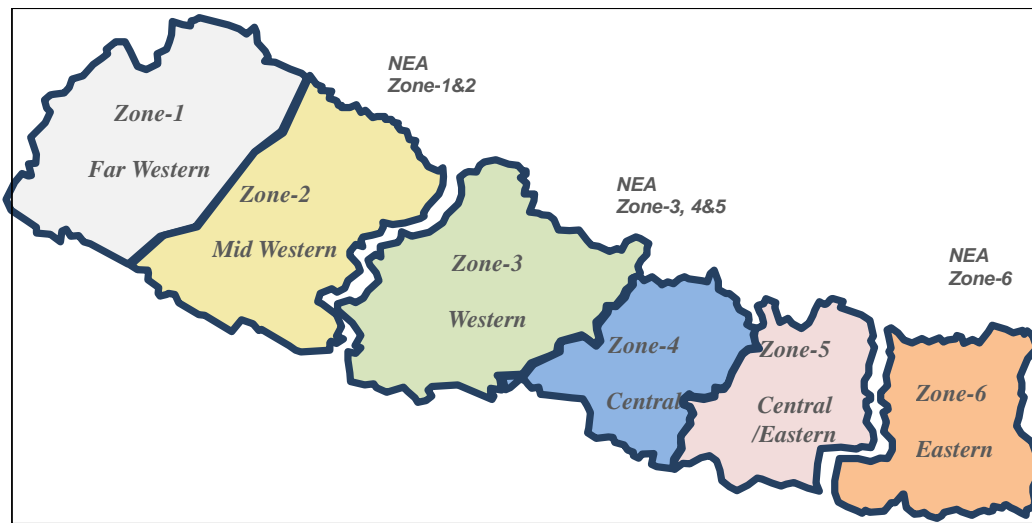 NEA
Zone-1&2
Zone-1
Far Western
Zone-2
Mid Western
NEA
Zone-3, 4&5
Zone-3
Western
NEA
Zone-6
Zone-4
Central
Zone-5
Central
/Eastern
Zone-6
Eastern